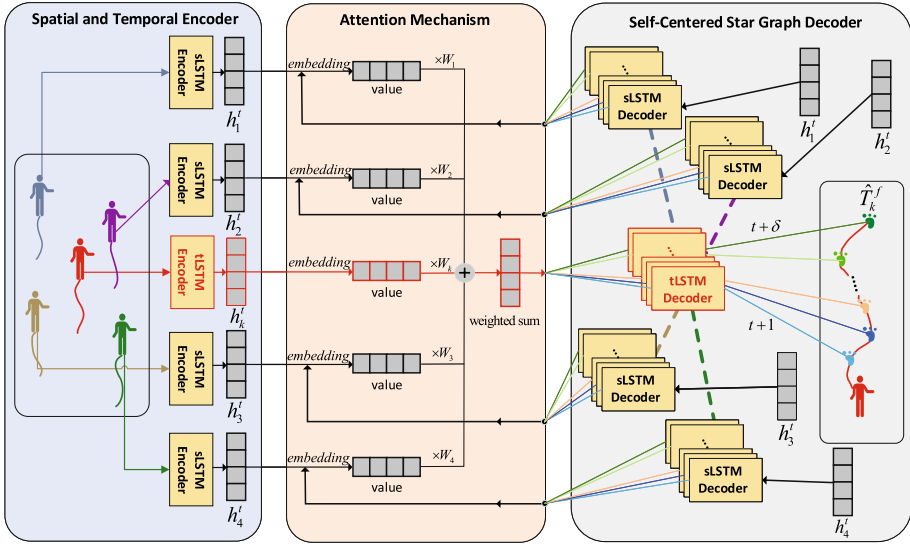 Spatial and Temporal Encoder
sLSTM
Encoder
h_1^t
sLSTM
Encoder
h_2^t
tLSTM
Encoder
h_k^t
sLSTM
Encoder
h_3^t
sLSTM
Encoder
h_4^t
Attention Mechanism
embedding
value
×W_1
embedding
value
×W_2
embedding
value
×W_k
+
weighted sum
embedding
value
×W_3
embedding
value
×W_4
Self-Centered Star Graph Decoder
...
sLSTM
Decoder
h_1^t
h_2^t
...
sLSTM
Decoder
...
tLSTM
Decoder
t+δ
t+1
T̂_k^f
...
...
sLSTM
Decoder
h_3^t
...
sLSTM
Decoder
h_4^t